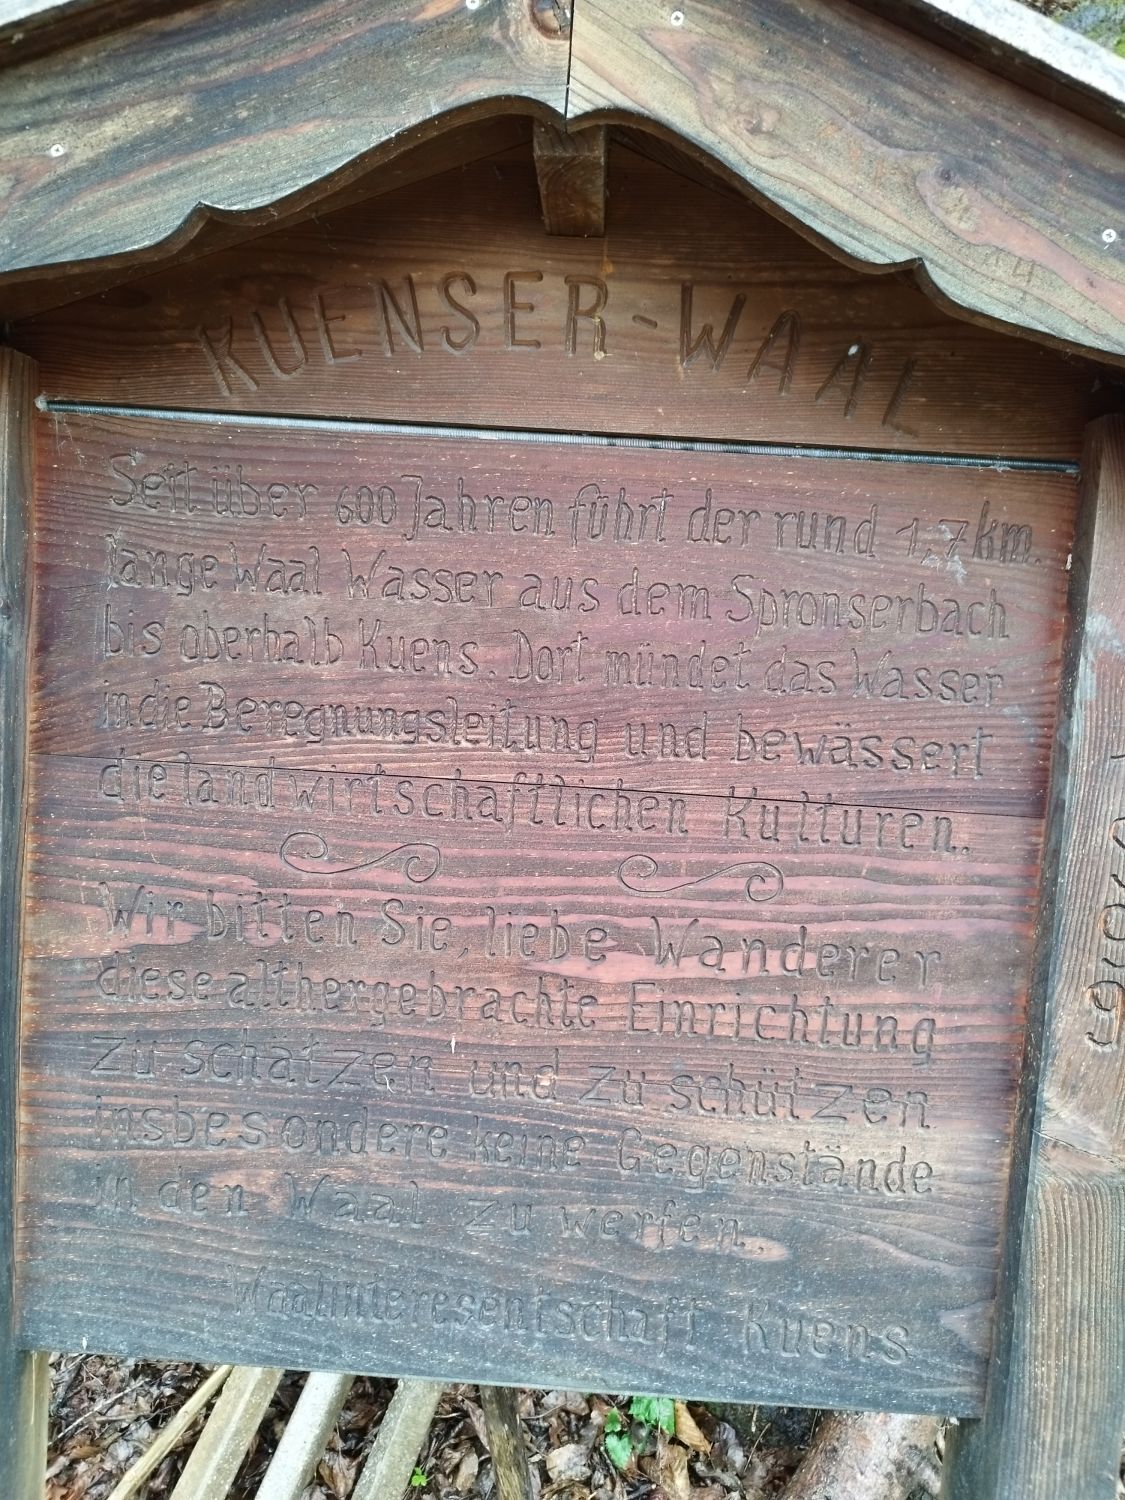 KUENSER-WAAL
Seit über 600 Jahren führt der rund 1,7 km.
lange Waal Wasser aus dem Spronserbach
bis oberhalb Kuens. Dort mündet das Wasser
in die Beregnungsleitung und bewässert
die landwirtschaftlichen Kulturen.
Wir bitten Sie, liebe Wanderer,
diese althergebrachte Einrichtung
zu schätzen und zu schützen
insbesondere keine Gegenstände
in den Waal zu werfen.
Waalinteresentschaft Kuens